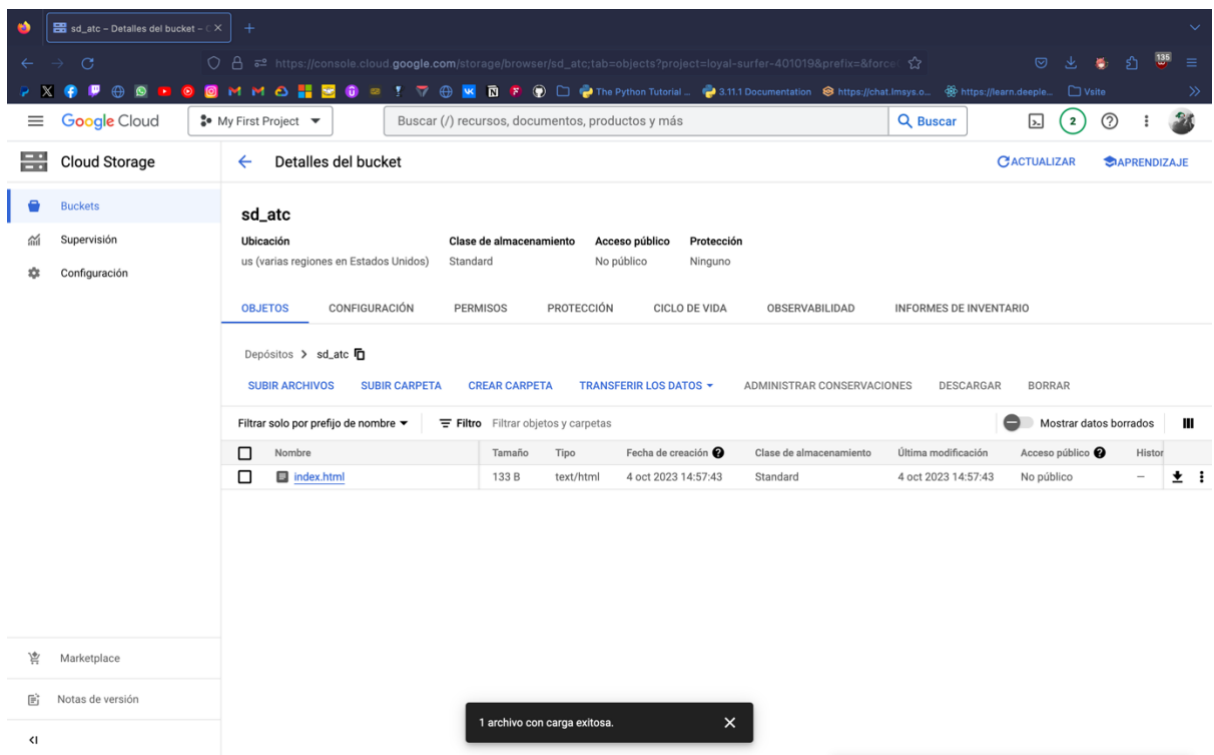 sd_atc – Detalles del bucket – C
https://console.cloud.google.com/storage/browser/sd_atc;tab=objects?project=loyal-surfer-401019&prefix=&force
135
The Python Tutorial — 3.11.1 Documentation https://chat.lmsys.o... https://learn.deeple... Vsite
Google Cloud My First Project Buscar (/) recursos, documentos, productos y más Buscar 2
Cloud Storage Detalles del bucket ACTUALIZAR APRENDIZAJE
Buckets
Supervisión
Configuración
sd_atc
Ubicación Clase de almacenamiento Acceso público Protección
us (varias regiones en Estados Unidos) Standard No público Ninguno
OBJETOS CONFIGURACIÓN PERMISOS PROTECCIÓN CICLO DE VIDA OBSERVABILIDAD INFORMES DE INVENTARIO
Depósitos > sd_atc
SUBIR ARCHIVOS SUBIR CARPETA CREAR CARPETA TRANSFERIR LOS DATOS ADMINISTRAR CONSERVACIONES DESCARGAR BORRAR
Filtrar solo por prefijo de nombre Filtro Filtrar objetos y carpetas Mostrar datos borrados
Nombre Tamaño Tipo Fecha de creación Clase de almacenamiento Última modificación Acceso público Histor
index.html 133 B text/html 4 oct 2023 14:57:43 Standard 4 oct 2023 14:57:43 No público —
Marketplace
Notas de versión
1 archivo con carga exitosa.